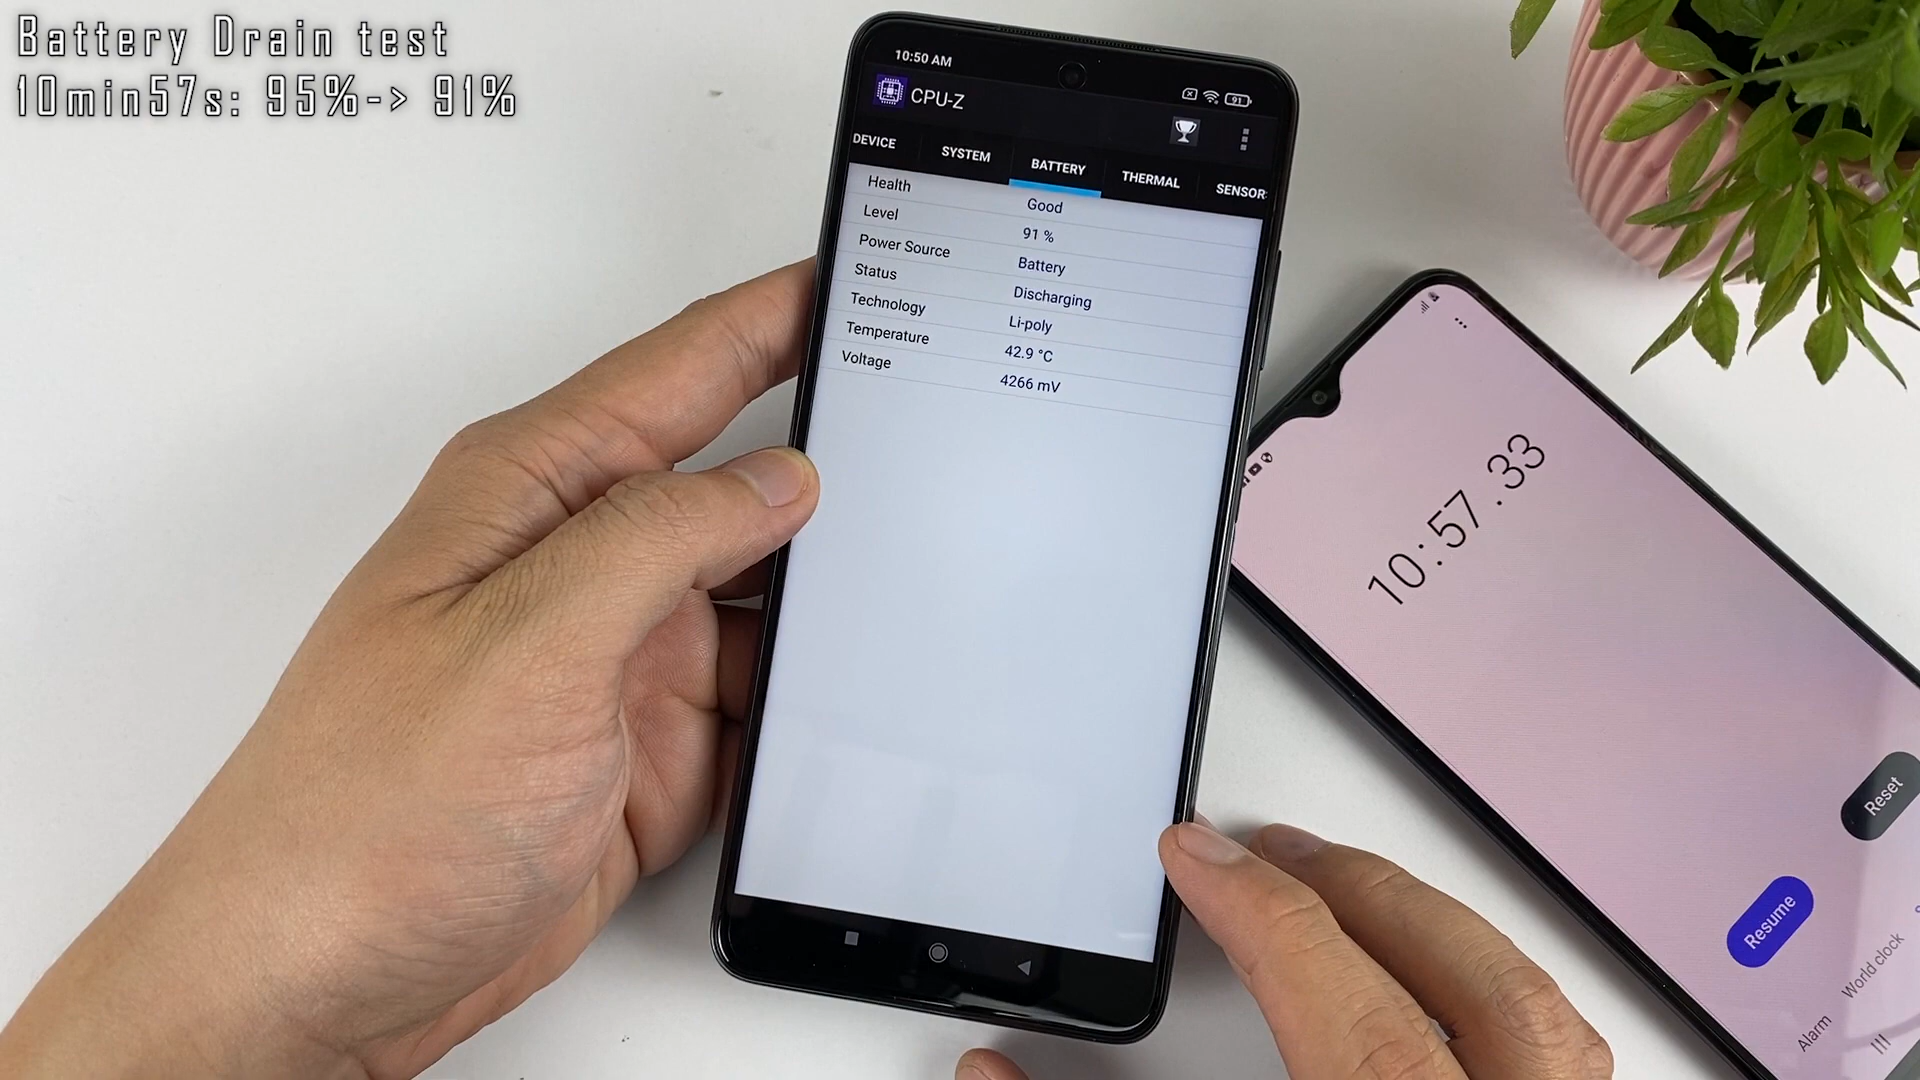 Battery Drain test
10min57s: 95%-> 91%
10:50 AM
91
CPU-Z
DEVICE SYSTEM BATTERY THERMAL SENSOR
Health Good
Level 91 %
Power Source Battery
Status Discharging
Technology Li-poly
Temperature 42.9 °C
Voltage 4266 mV
10:57.33
Reset
Resume
World clock
Alarm